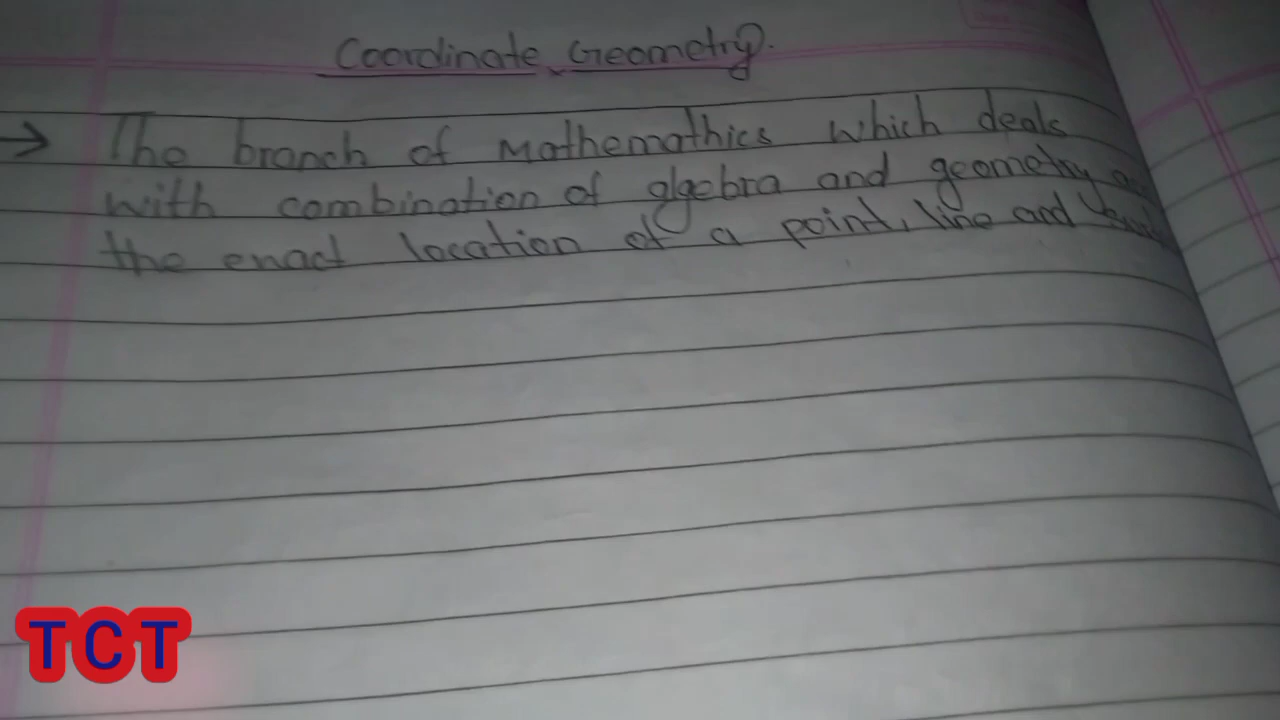 Coordinate Geometry.
→ The branch of Mathemathics which deals
with combination of algebra and geometry
the enact location of a point, line and
TCT